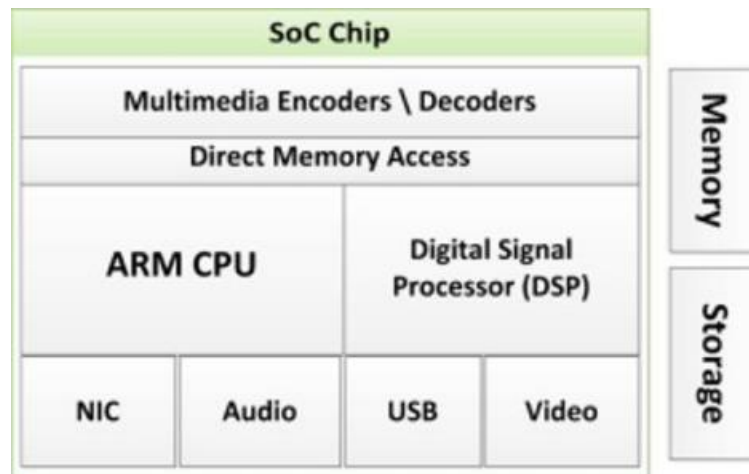 SoC Chip
Multimedia Encoders \ Decoders
Direct Memory Access
ARM CPU
Digital Signal
Processor (DSP)
NIC
Audio
USB
Video
Memory
Storage